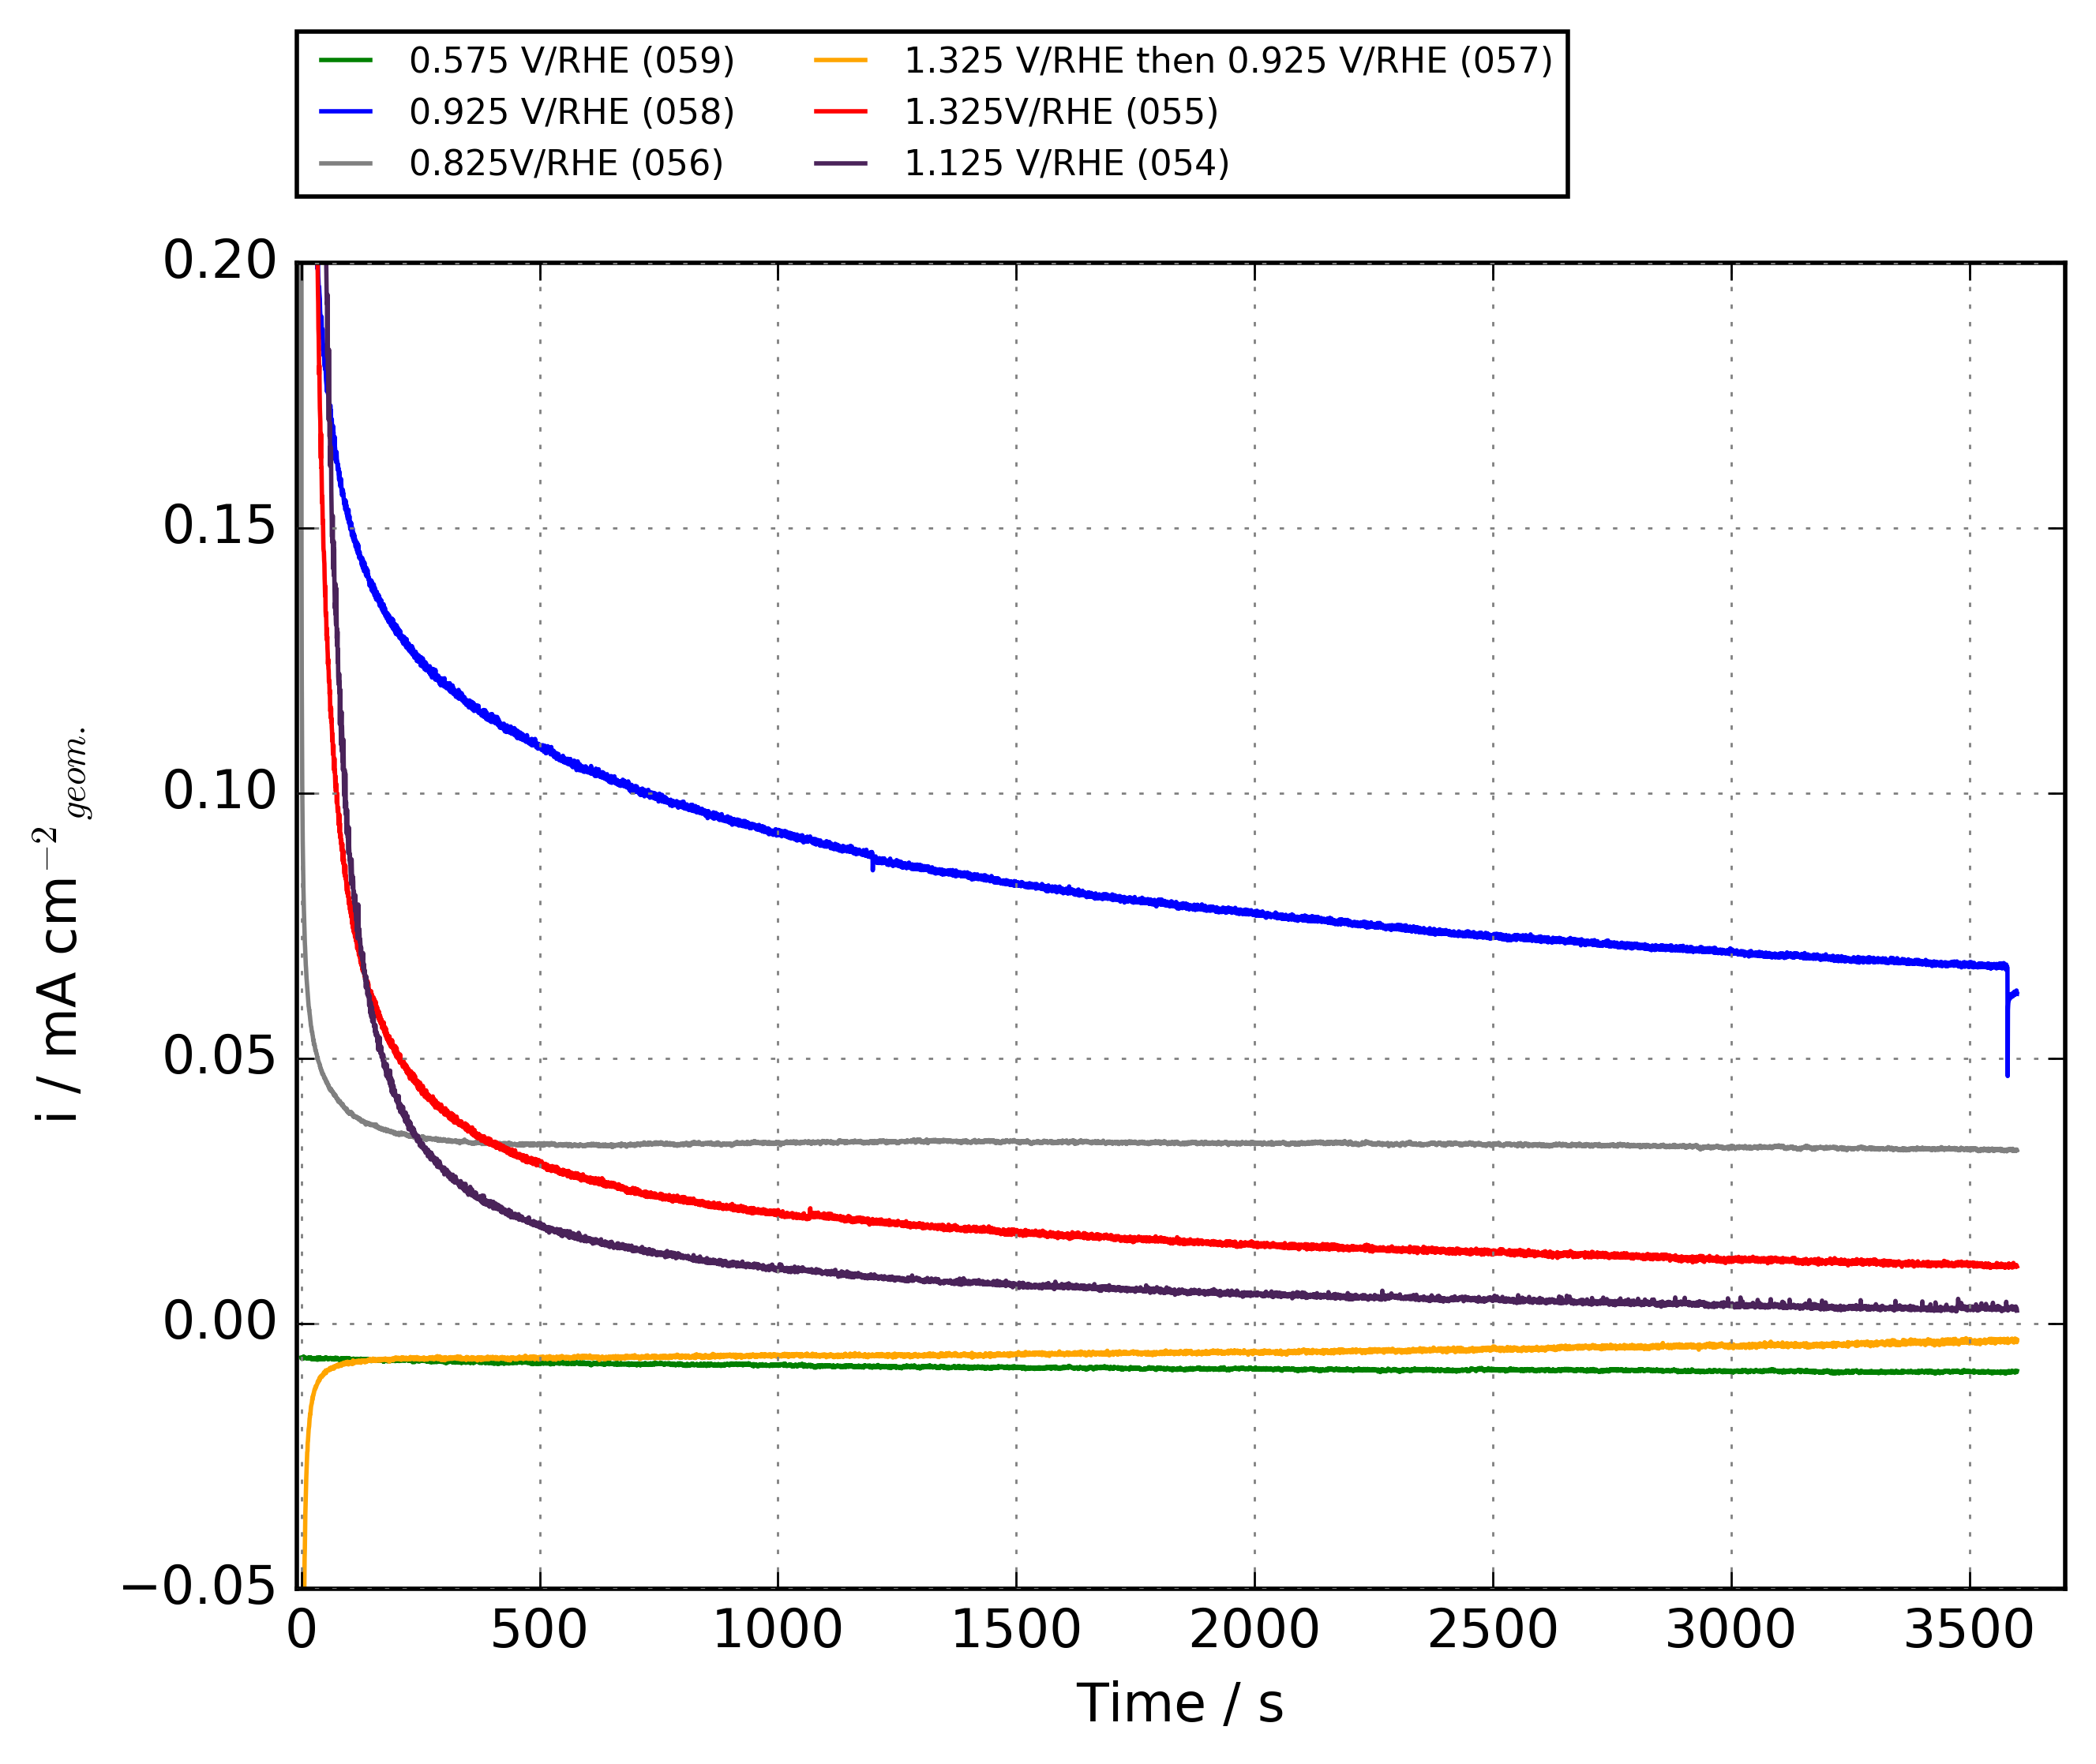 0.575 V/RHE (059)
0.925 V/RHE (058)
0.825V/RHE (056)
1.325 V/RHE then 0.925 V/RHE (057)
1.325V/RHE (055)
1.125 V/RHE (054)
0.20
0.15
0.10
0.05
0.00
−0.05
i / mA cm⁻² geom.
0 500 1000 1500 2000 2500 3000 3500
Time / s